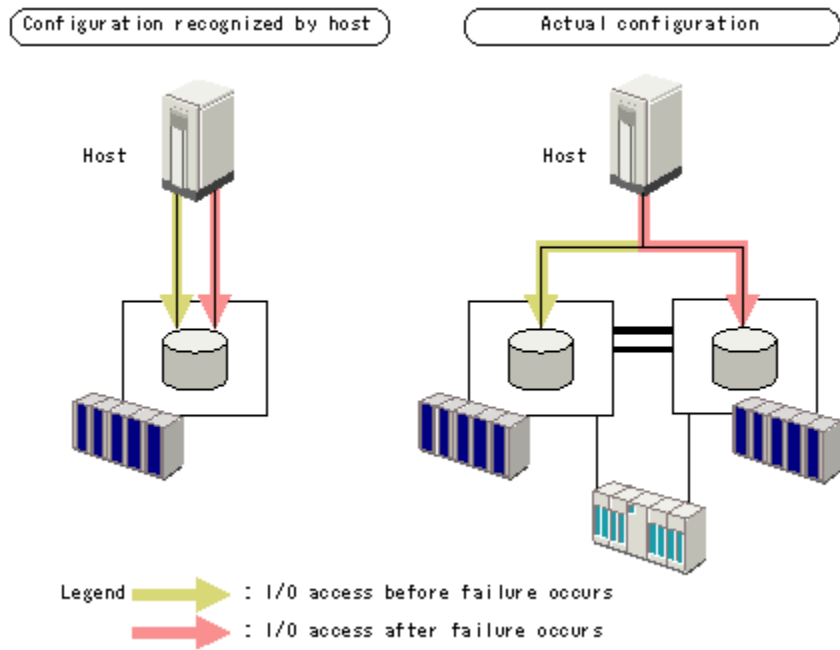 Configuration recognized by host
Actual configuration
Host
Host
Legend : I/O access before failure occurs
: I/O access after failure occurs